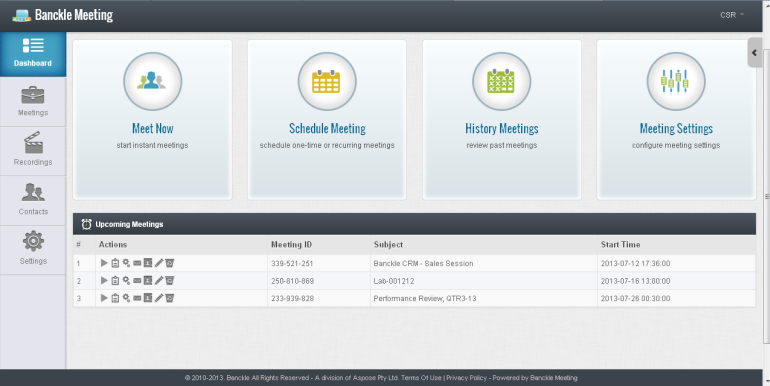 Banckle Meeting
CSR
Dashboard
Meetings
Recordings
Contacts
Settings
Meet Now
start instant meetings
Schedule Meeting
schedule one-time or recurring meetings
History Meetings
review past meetings
Meeting Settings
configure meeting settings
Upcoming Meetings
# Actions Meeting ID Subject Start Time
1 339-521-251 Banckle CRM - Sales Session 2013-07-12 17:36:00
2 250-810-869 Lab-001212 2013-07-16 13:00:00
3 233-939-828 Performance Review, QTR3-13 2013-07-26 00:30:00
© 2010-2013. Banckle All Rights Reserved - A division of Aspose Pty Ltd. Terms Of Use | Privacy Policy - Powered by Banckle Meeting